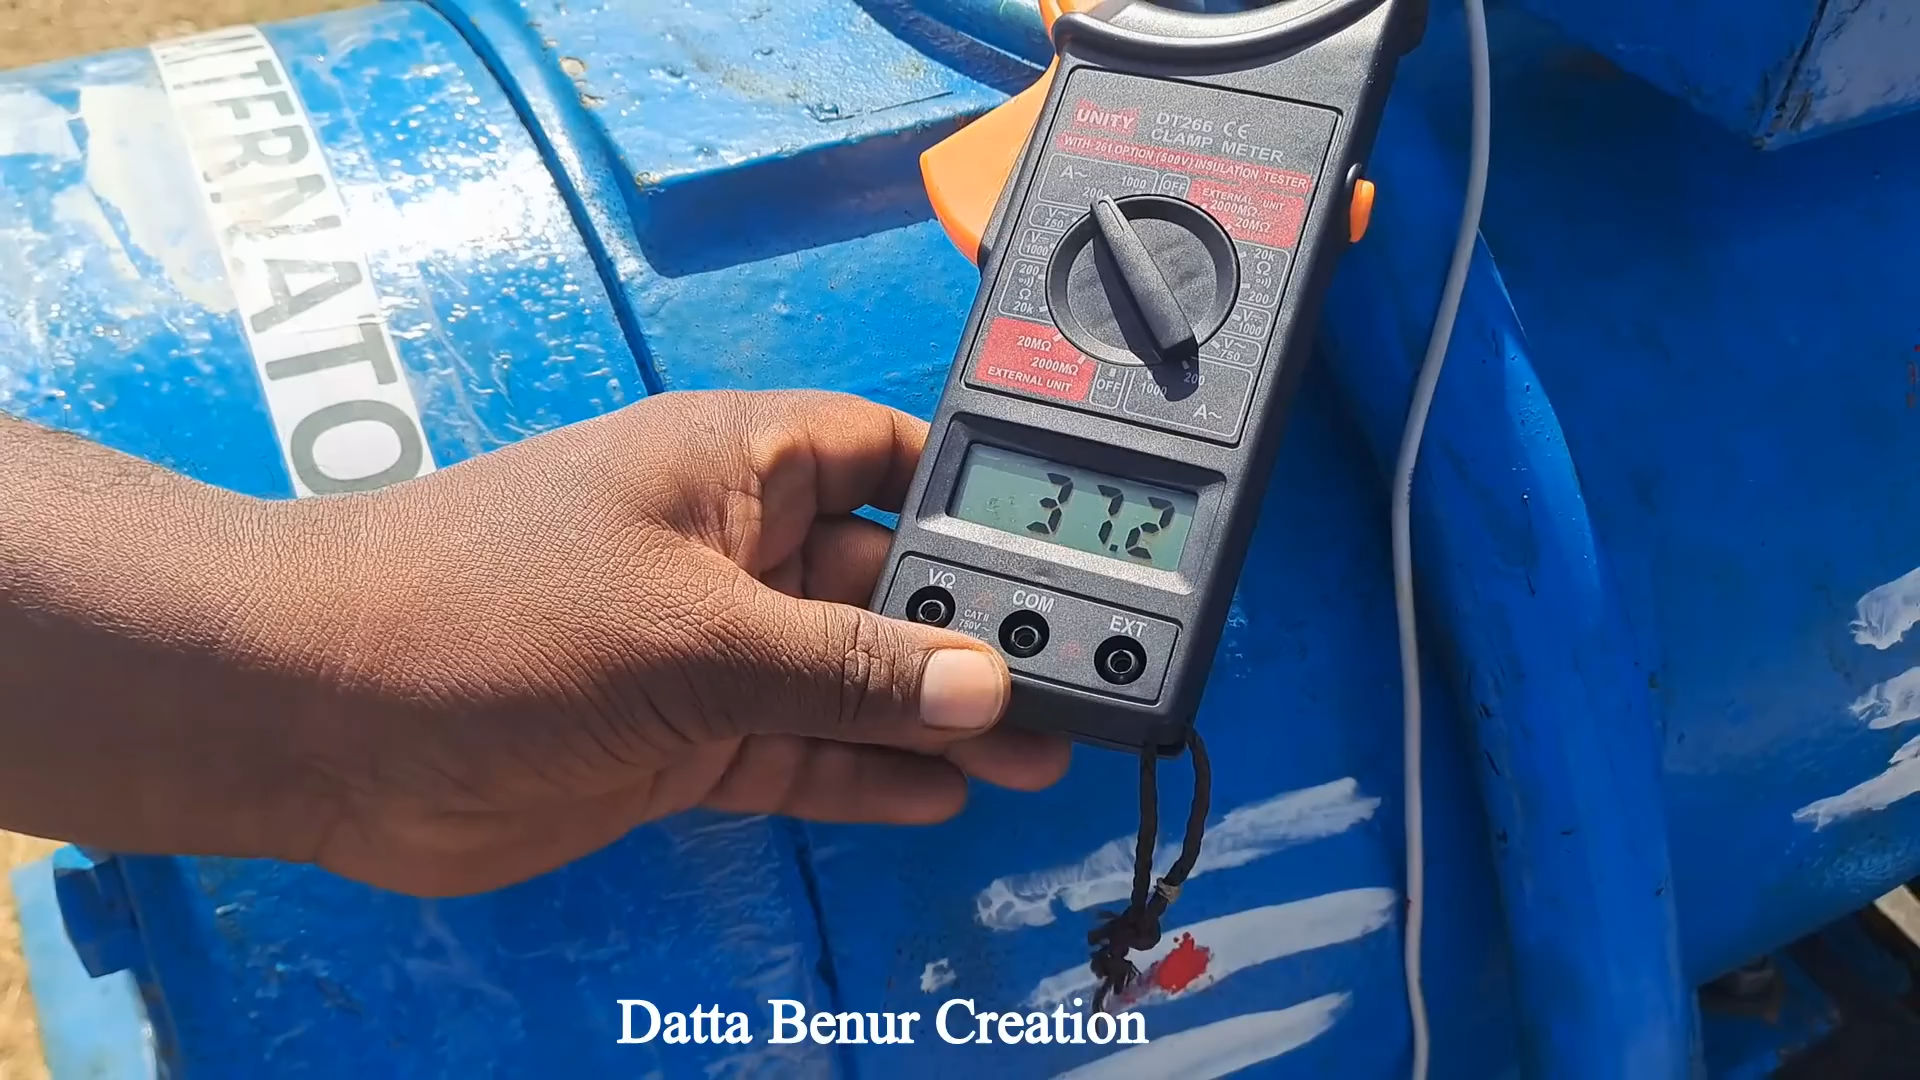 ALTERNATO
UNITY DT266 CE
CLAMP METER
WITH 261 OPTION (500V) INSULATION TESTER
A~
200
1000
OFF
EXTERNAL UNIT
2000MΩ
20MΩ
V~
750
V⎓
1000
200
Ω
20k
20k
Ω
200
V⎓
1000
V~
750
20MΩ
2000MΩ
EXTERNAL UNIT
OFF
1000
200
A~
37.2
VΩ
COM
EXT
CAT II
750V~
Datta Benur Creation